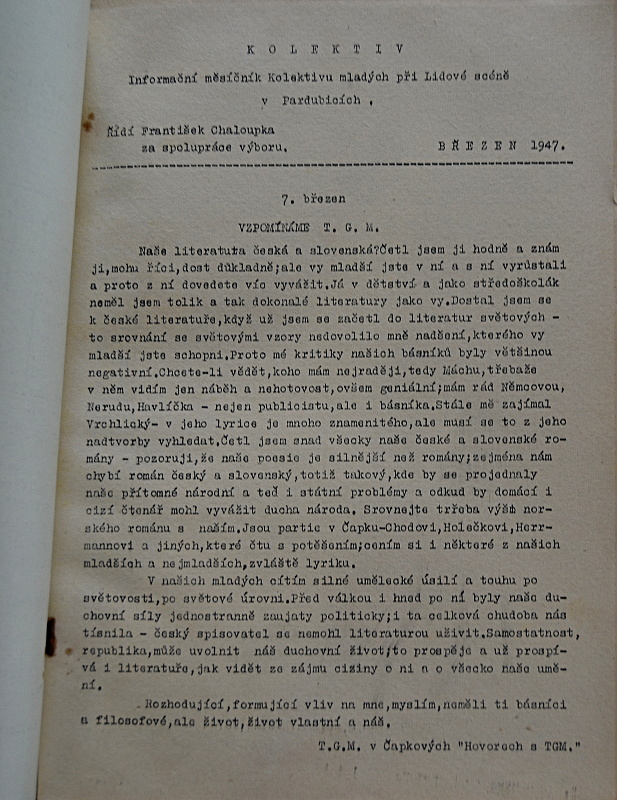 K O L E K T I V
Informační měsíčník Kolektivu mladých při Lidové scéně
v Pardubicích .
Řídí František Chaloupka
za spolupráce výboru.
B Ř E Z E N 1947.
7. březen
VZPOMÍNÁME T. G. M.
Naše literatuta česká a slovenská?Četl jsem ji hodně a znám
ji,mohu říci,dost důkladně;ale vy mladší jste v ní a s ní vyrůstali
a proto z ní dovedete víc vyvážit.Já v dětství a jako středoškolák
neměl jsem tolik a tak dokonalé literatury jako vy.Dostal jsem se
k české literatuře,když už jsem se začetl do literatur světových -
to srovnání se světovými vzory nedovolilo mně nadšení,kterého vy
mladší jste schopni.Proto mé kritiky našich básníků byly většinou
negativní.Chcete-li vědět,koho mám nejraději,tedy Máchu,třebaže
v něm vidím jen náběh a nehotovost,ovšem geniální;mám rád Němcovou,
Nerudu,Havlíčka - nejen publicistu,ale i básníka.Stále mě zajímal
Vrchlický- v jeho lyrice je mnoho znamenitého,ale musí se to z jeho
nadtvorby vyhledat.Četl jsem snad všecky naše české a slovenské ro-
mány - pozoruji,že naše poesie je silnější než romány;zejména nám
chybí román český a slovenský,totiž takový,kde by se projednaly
naše přítomné národní a teď i státní problémy a odkud by domácí i
cizí čtenář mohl vyvážit ducha národa. Srovnejte třeba výši nor-
ského románu s naším.Jsou partie v Čapku-Chodovi,Holečkovi,Herr-
mannovi a jiných,které čtu s potěšením;cením si i některé z našich
mladších a nejmladších,zvláště lyriku.
V našich mladých cítím silné umělecké úsilí a touhu po
světovosti,po světové úrovni.Před válkou i hned po ní byly naše du-
chovní síly jednostranně zaujaty politicky;i ta celková chudoba nás
tísnila - český spisovatel se nemohl literaturou uživit.Samostatnost,
republika,může uvolnit náš duchovní život;to prospěje a už prospí-
vá i literatuře,jak vidět ze zájmu ciziny o ni a o všecko naše umě-
ní.
Rozhodující,formující vliv na mne,myslím,neměli ti básníci
a filosofové,ale život,život vlastní a náš.
T.G.M. v Čapkových "Hovorech s TGM."